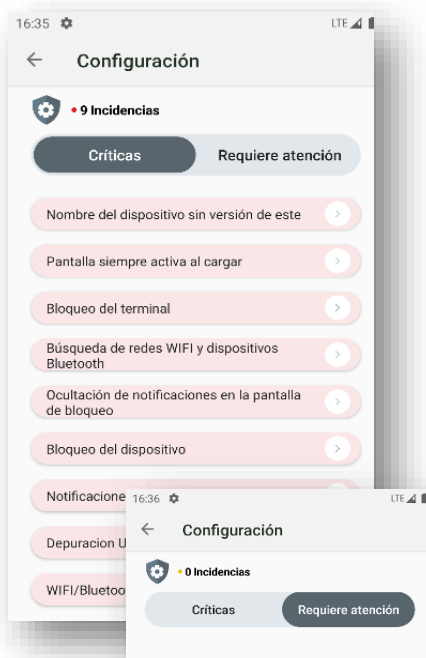 16:35 LTE
Configuración
9 Incidencias
Críticas Requiere atención
Nombre del dispositivo sin versión de este
Pantalla siempre activa al cargar
Bloqueo del terminal
Búsqueda de redes WIFI y dispositivos
Bluetooth
Ocultación de notificaciones en la pantalla
de bloqueo
Bloqueo del dispositivo
Notificacione
Depuracion U
WIFI/Bluetoo
16:36 LTE
Configuración
0 Incidencias
Críticas Requiere atención